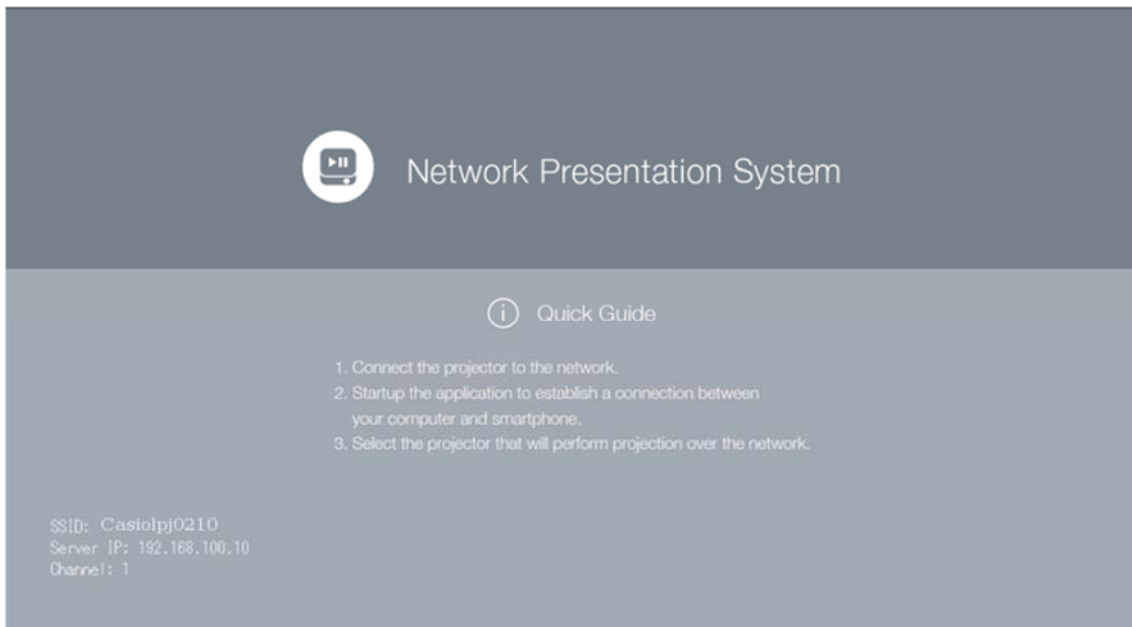 Network Presentation System
Quick Guide
1. Connect the projector to the network.
2. Startup the application to establish a connection between
your computer and smartphone.
3. Select the projector that will perform projection over the network.
SSID: Casiolpj0210
Server IP: 192.168.100.10
Channel: 1